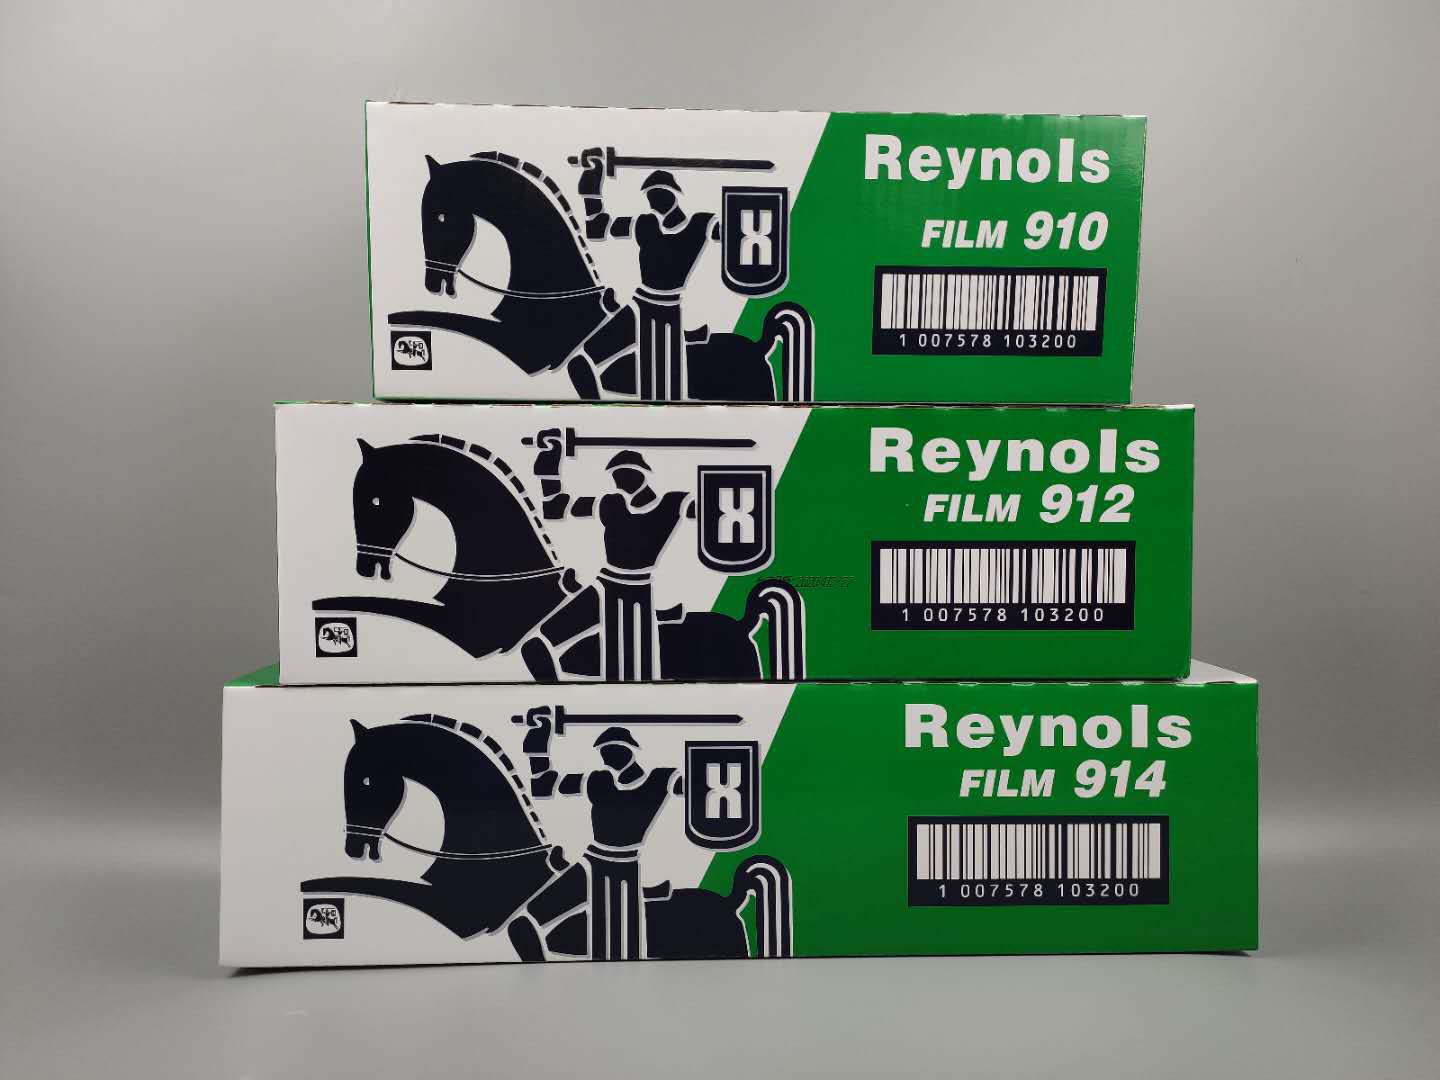 Reynols
FILM 910
X
1 007578 103200
Reynols
FILM 912
X
1 007578 103200
Reynols
FILM 914
X
1 007578 103200